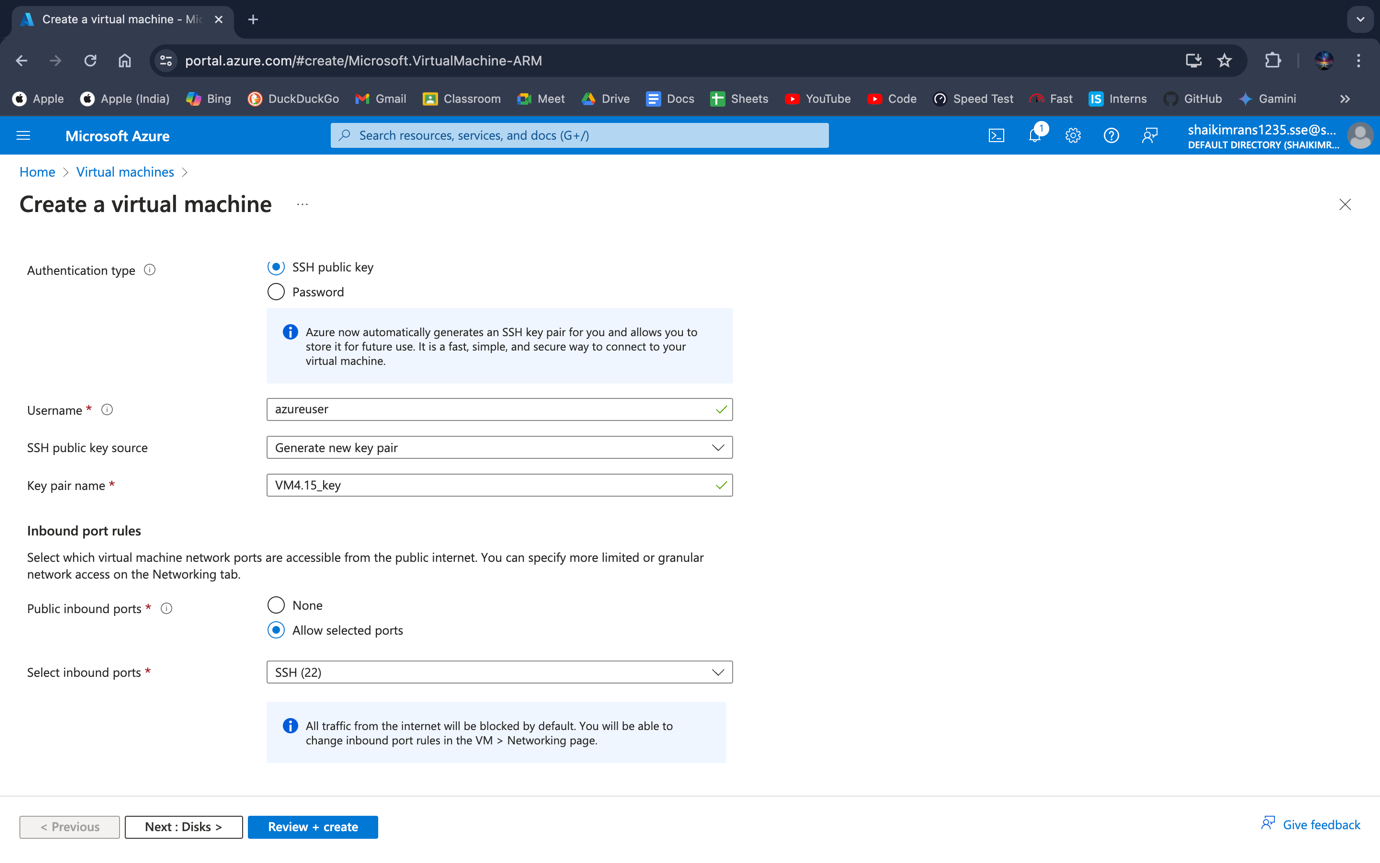 Create a virtual machine - Mic
portal.azure.com/#create/Microsoft.VirtualMachine-ARM
Apple
Apple (India)
Bing
DuckDuckGo
Gmail
Classroom
Meet
Drive
Docs
Sheets
YouTube
Code
Speed Test
Fast
IS Interns
GitHub
Gamini
Microsoft Azure
Search resources, services, and docs (G+/)
1
shaikimrans1235.sse@s...
DEFAULT DIRECTORY (SHAIKIMR...
Home > Virtual machines >
Create a virtual machine ...
Authentication type
SSH public key
Password
Azure now automatically generates an SSH key pair for you and allows you to
store it for future use. It is a fast, simple, and secure way to connect to your
virtual machine.
Username *
azureuser
SSH public key source
Generate new key pair
Key pair name *
VM4.15_key
Inbound port rules
Select which virtual machine network ports are accessible from the public internet. You can specify more limited or granular
network access on the Networking tab.
Public inbound ports *
None
Allow selected ports
Select inbound ports *
SSH (22)
All traffic from the internet will be blocked by default. You will be able to
change inbound port rules in the VM > Networking page.
< Previous
Next : Disks >
Review + create
Give feedback